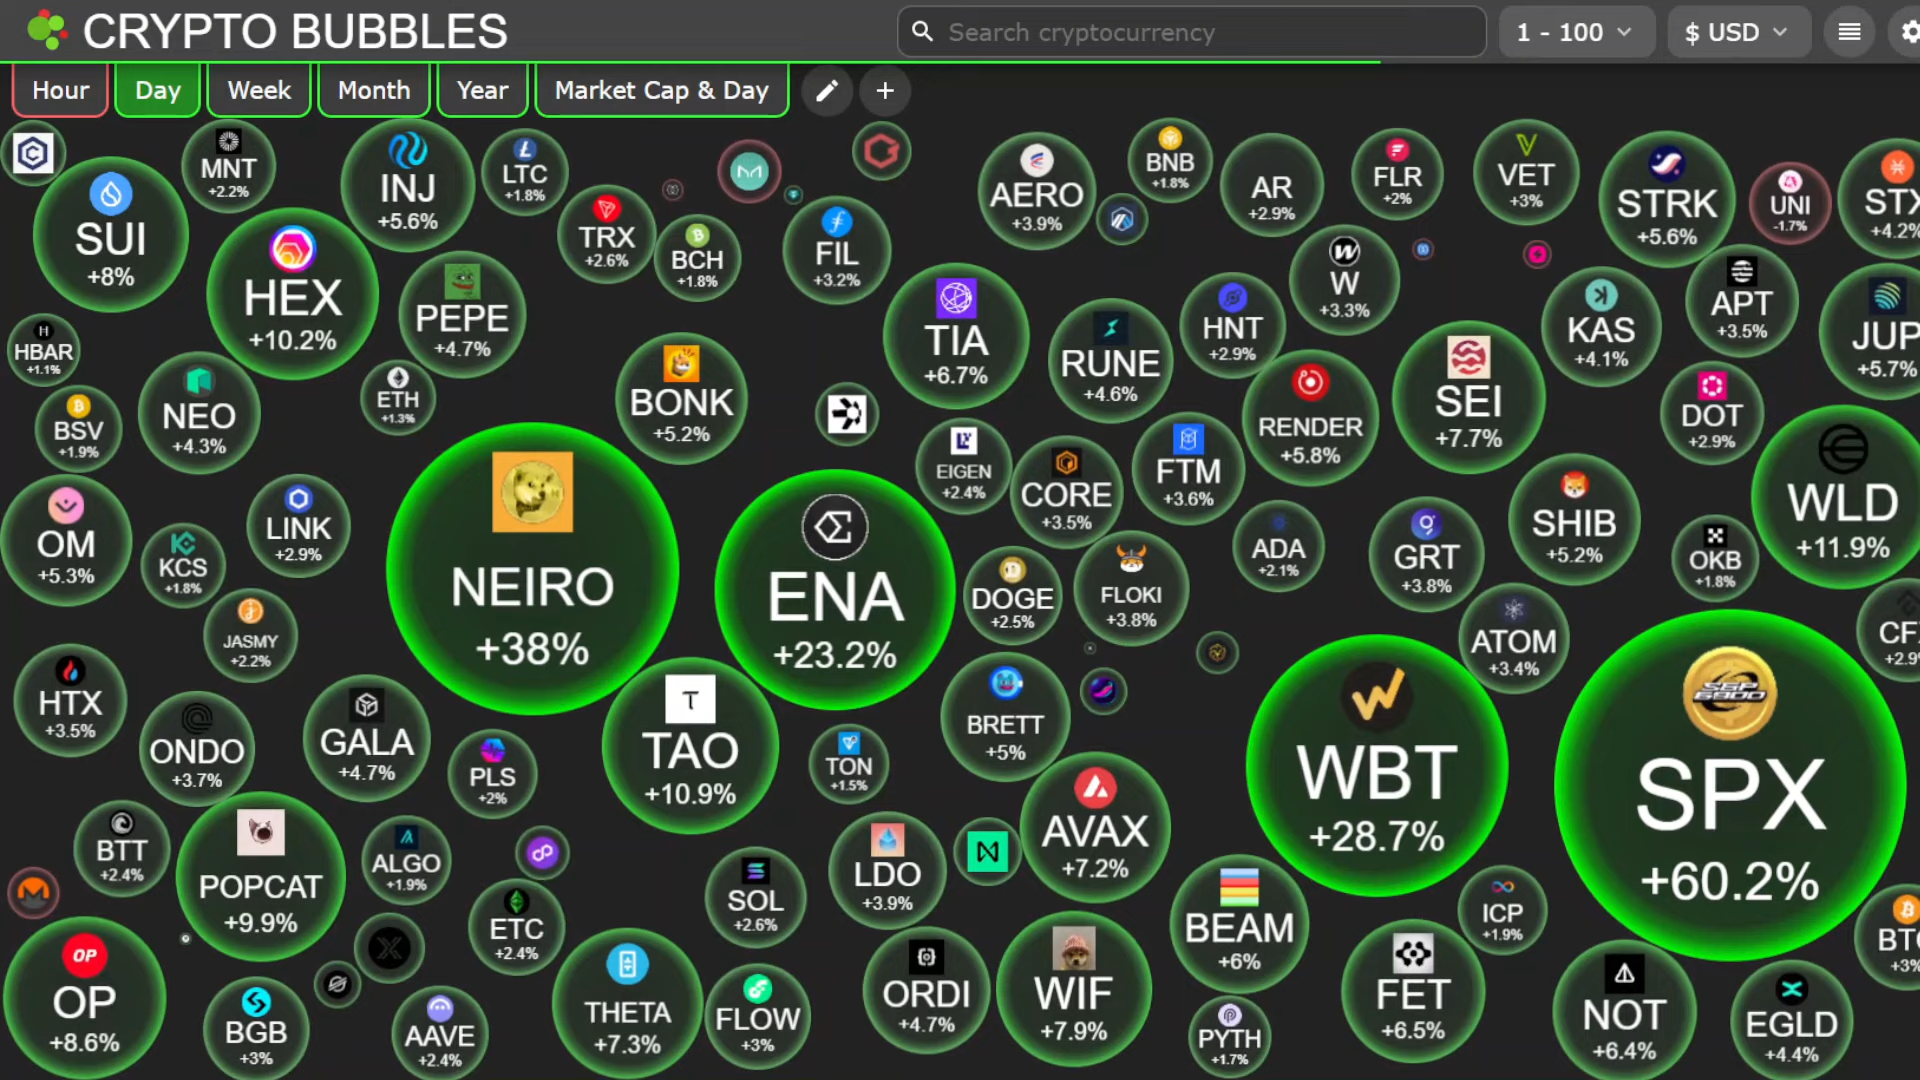 CRYPTO BUBBLES
Search cryptocurrency
1 - 100
$ USD
Hour
Day
Week
Month
Year
Market Cap & Day
MNT
+2.2%
INJ
+5.6%
LTC
+1.8%
SUI
+8%
HEX
+10.2%
TRX
+2.6%
BCH
+1.8%
FIL
+3.2%
AERO
+3.9%
BNB
+1.8%
AR
+2.9%
FLR
+2%
VET
+3%
STRK
+5.6%
UNI
-1.7%
STX
+4.2%
PEPE
+4.7%
HBAR
+1.1%
TIA
+6.7%
RUNE
+4.6%
HNT
+2.9%
W
W
+3.3%
KAS
+4.1%
APT
+3.5%
JUP
+5.7%
BSV
+1.9%
NEO
+4.3%
ETH
+1.3%
BONK
+5.2%
RENDER
+5.8%
SEI
+7.7%
DOT
+2.9%
EIGEN
+2.4%
CORE
+3.5%
FTM
+3.6%
WLD
+11.9%
OM
+5.3%
KCS
+1.8%
LINK
+2.9%
NEIRO
+38%
ENA
+23.2%
ADA
+2.1%
GRT
+3.8%
SHIB
+5.2%
OKB
+1.8%
DOGE
+2.5%
FLOKI
+3.8%
JASMY
+2.2%
ATOM
+3.4%
CF
+2.9%
HTX
+3.5%
ONDO
+3.7%
GALA
+4.7%
PLS
+2%
τ
TAO
+10.9%
TON
+1.5%
BRETT
+5%
WBT
+28.7%
SPX
6900
SPX
+60.2%
BTT
+2.4%
POPCAT
+9.9%
ALGO
+1.9%
AVAX
+7.2%
LDO
+3.9%
SOL
+2.6%
ETC
+2.4%
BEAM
+6%
ICP
+1.9%
BTC
+3%
OP
OP
+8.6%
BGB
+3%
AAVE
+2.4%
THETA
+7.3%
FLOW
+3%
ORDI
+4.7%
WIF
+7.9%
PYTH
+1.7%
FET
+6.5%
NOT
+6.4%
EGLD
+4.4%